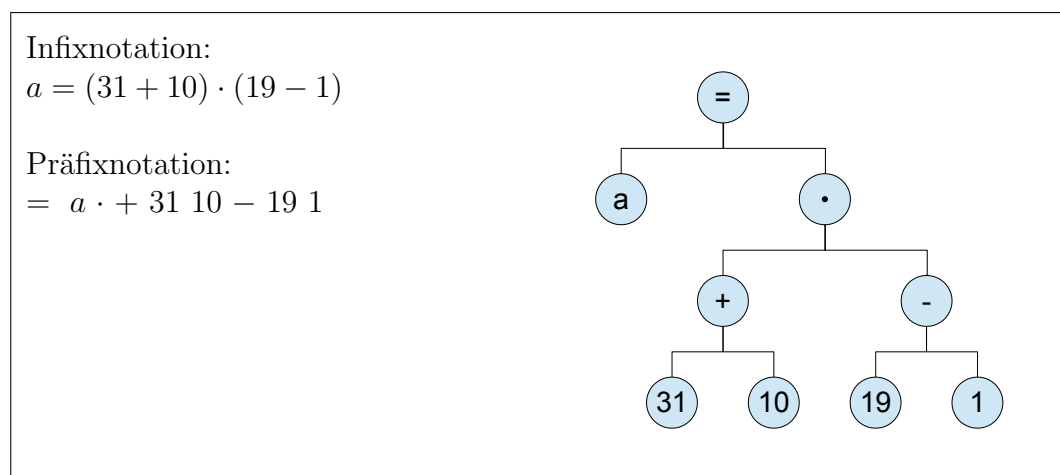 Infixnotation:
a = (31 + 10) · (19 − 1)
Präfixnotation:
= a · + 31 10 − 19 1
=
a ·
+ -
31 10 19 1